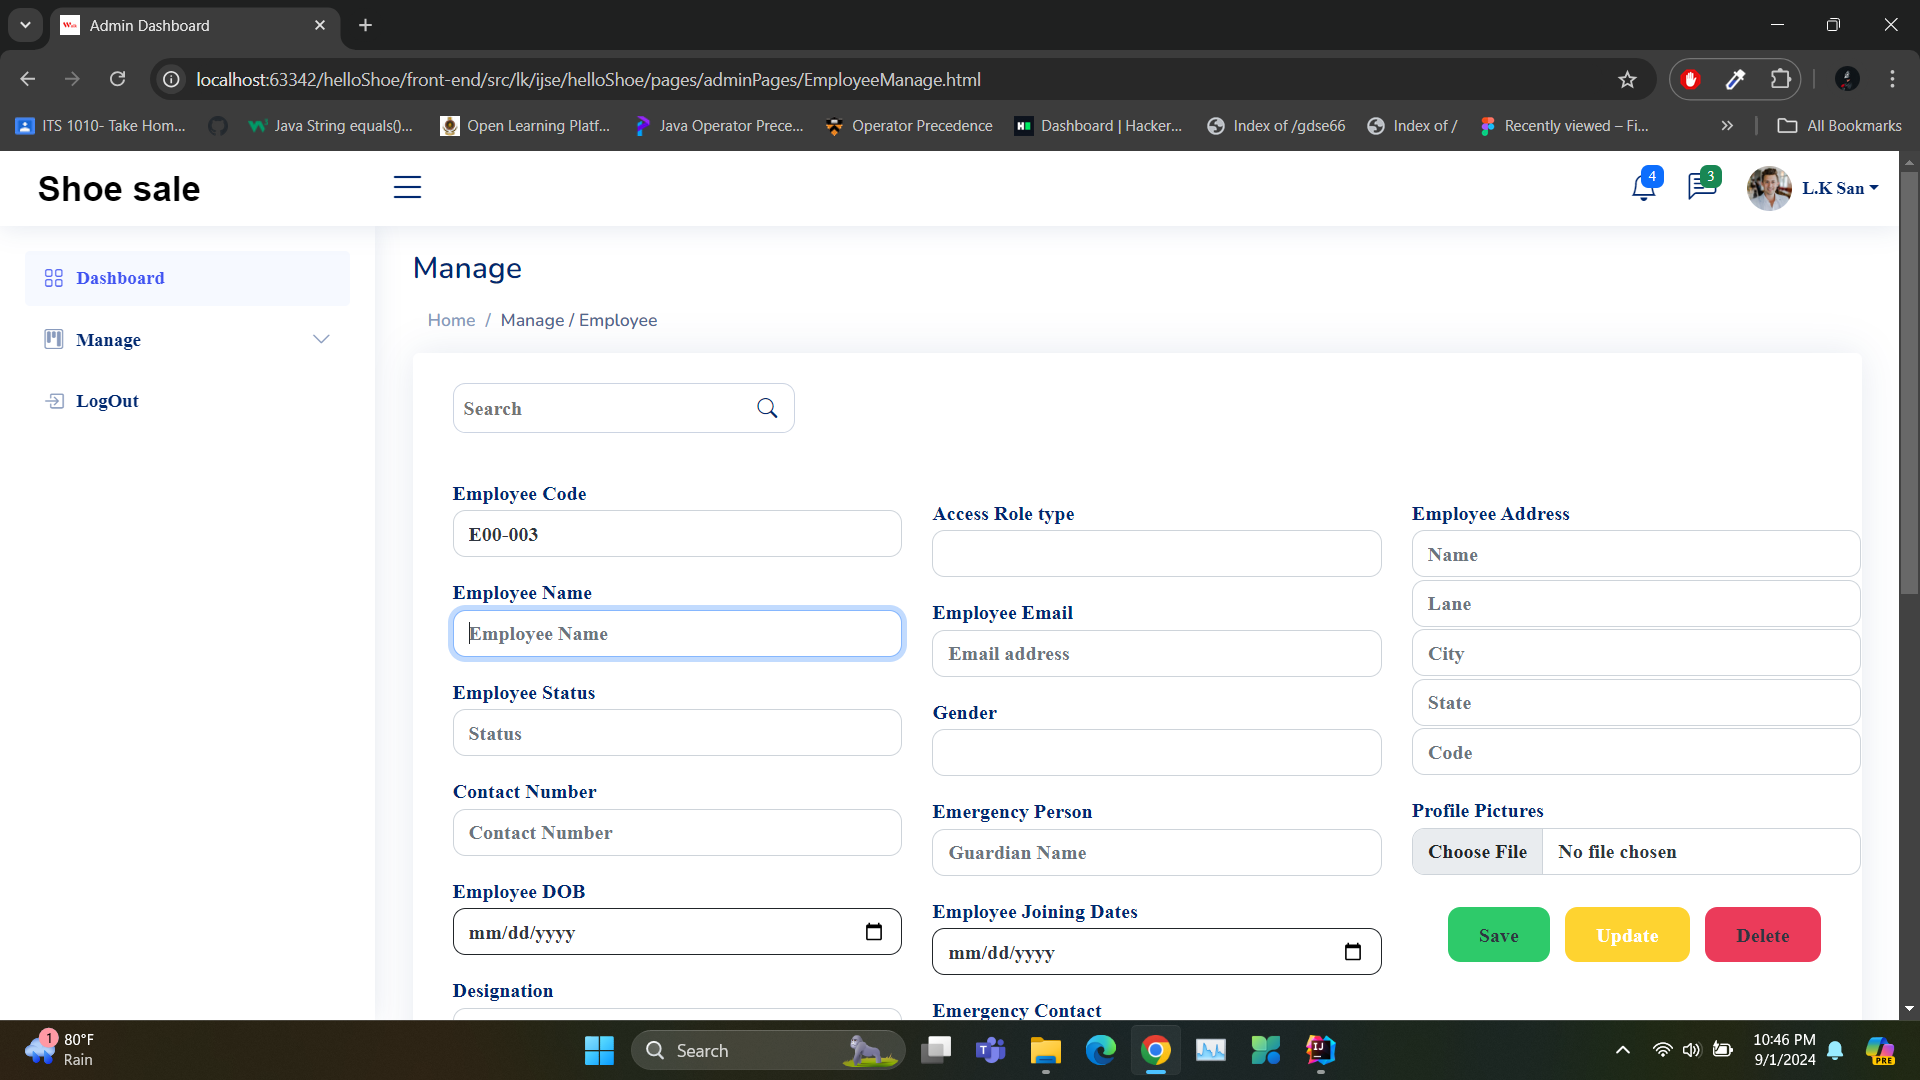 Admin Dashboard
localhost:63342/helloShoe/front-end/src/lk/ijse/helloShoe/pages/adminPages/EmployeeManage.html
ITS 1010- Take Hom...
Java String equals()...
Open Learning Platf...
Java Operator Prece...
Operator Precedence
Dashboard | Hacker...
Index of /gdse66
Index of /
Recently viewed – Fi...
All Bookmarks
Shoe sale
4
3
L.K San
Dashboard
Manage
LogOut
Manage
Home / Manage / Employee
Search
Employee Code
E00-003
Employee Name
Employee Name
Employee Status
Status
Contact Number
Contact Number
Employee DOB
mm/dd/yyyy
Designation
Access Role type
Employee Email
Email address
Gender
Emergency Person
Guardian Name
Employee Joining Dates
mm/dd/yyyy
Emergency Contact
Employee Address
Name
Lane
City
State
Code
Profile Pictures
Choose File No file chosen
Save Update Delete
1
80°F
Rain
Search
10:46 PM
9/1/2024
PRE